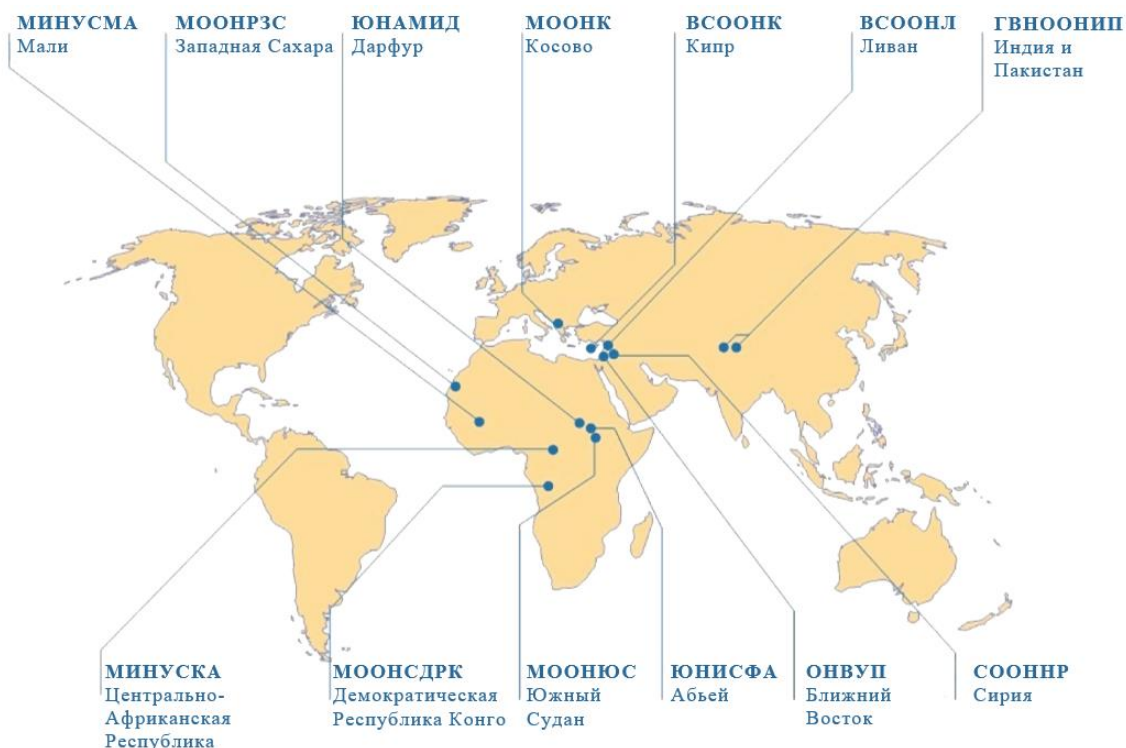 МИНУСМА
Мали
МООНРЗС
Западная Сахара
ЮНАМИД
Дарфур
МООНК
Косово
ВСООНК
Кипр
ВСООНЛ
Ливан
ГВНООНИП
Индия и
Пакистан
МИНУСКА
Центрально-
Африканская
Республика
МООНСДРК
Демократическая
Республика Конго
МООНЮС
Южный
Судан
ЮНИСФА
Абьей
ОНВУП
Ближний
Восток
СООННР
Сирия